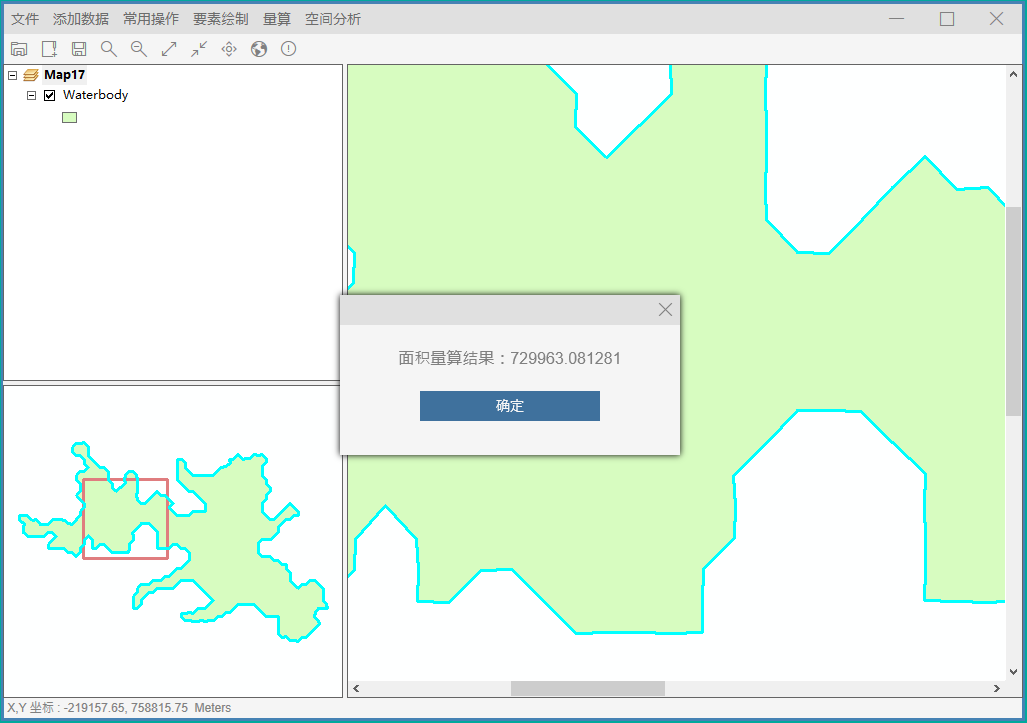 文件 添加数据 常用操作 要素绘制 量算 空间分析
Map17
Waterbody
面积量算结果：729963.081281
确定
X,Y 坐标 : -219157.65, 758815.75 Meters